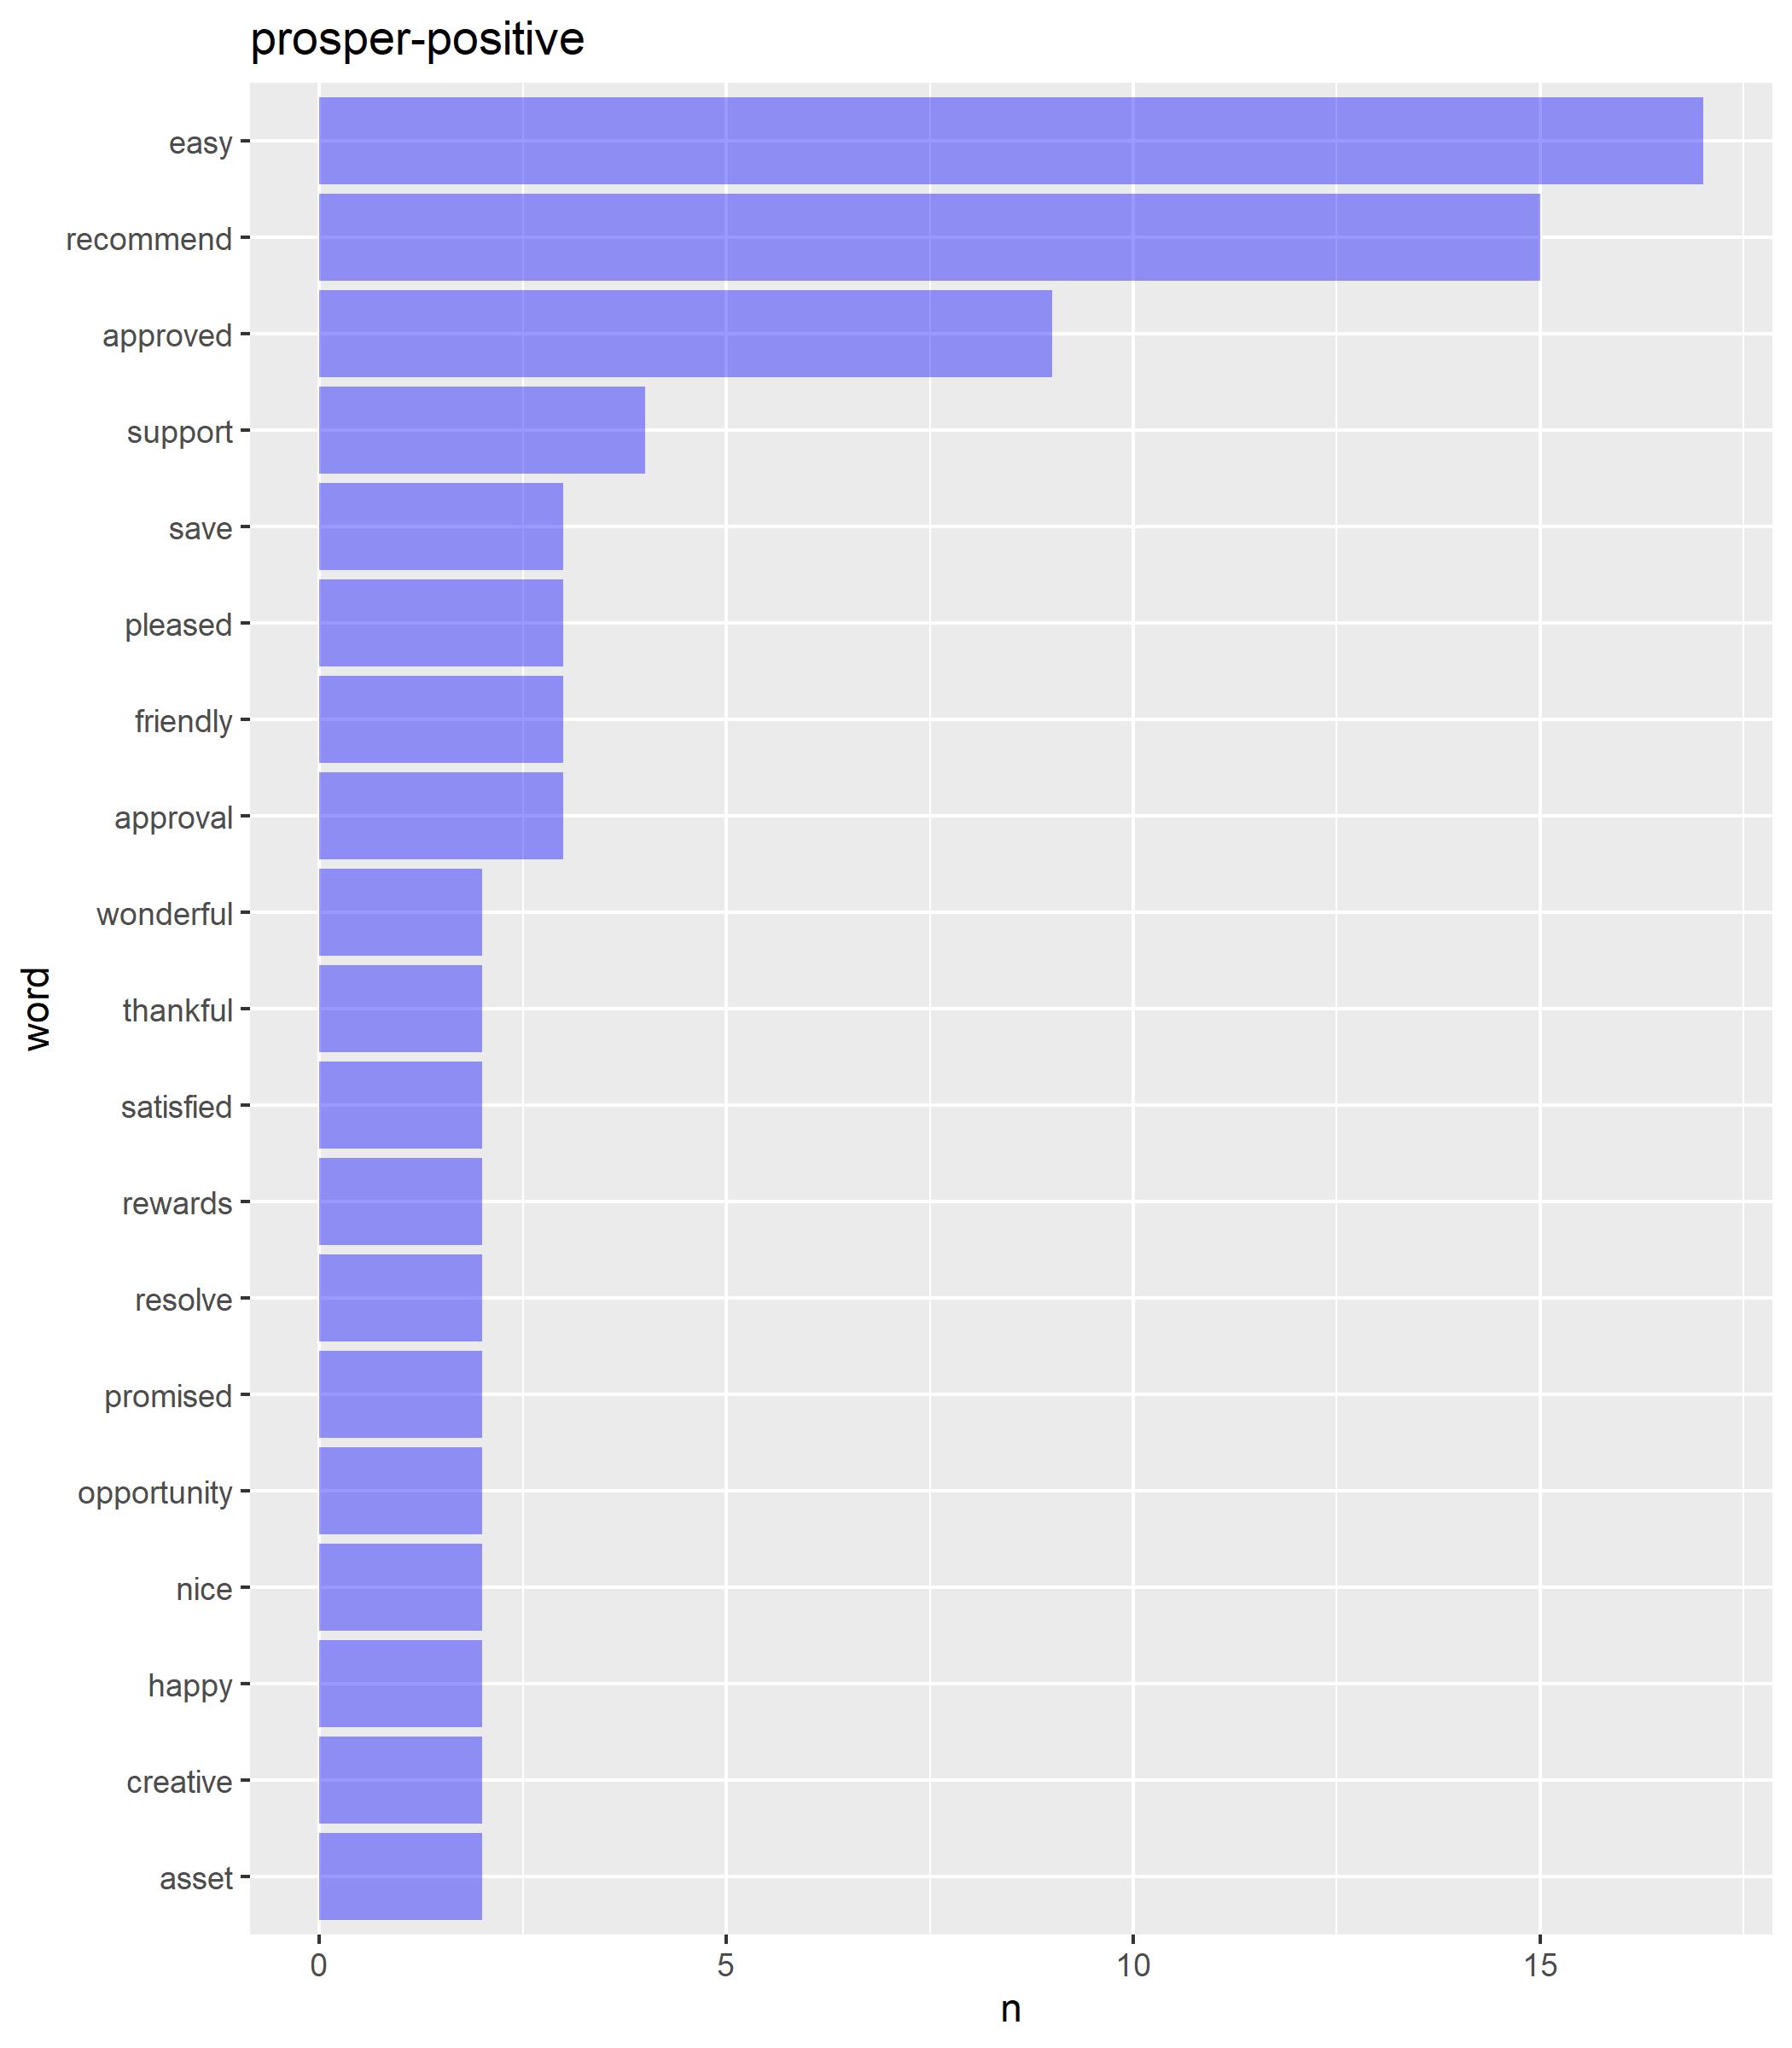 prosper-positive
easy
recommend
approved
support
save
pleased
friendly
approval
wonderful
thankful
satisfied
rewards
resolve
promised
opportunity
nice
happy
creative
asset
word
0 5 10 15
n